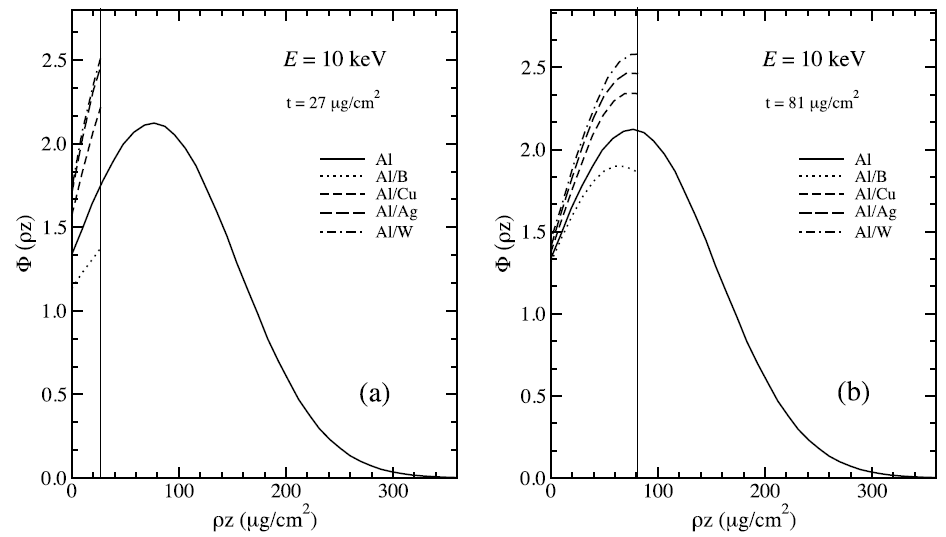 E = 10 keV
t = 27 μg/cm²
Al
Al/B
Al/Cu
Al/Ag
Al/W
(a)
Φ (ρz)
2.5
2.0
1.5
1.0
0.5
0.0
0 100 200 300
ρz (μg/cm²)
E = 10 keV
t = 81 μg/cm²
Al
Al/B
Al/Cu
Al/Ag
Al/W
(b)
Φ (ρz)
2.5
2.0
1.5
1.0
0.5
0.0
0 100 200 300
ρz (μg/cm²)